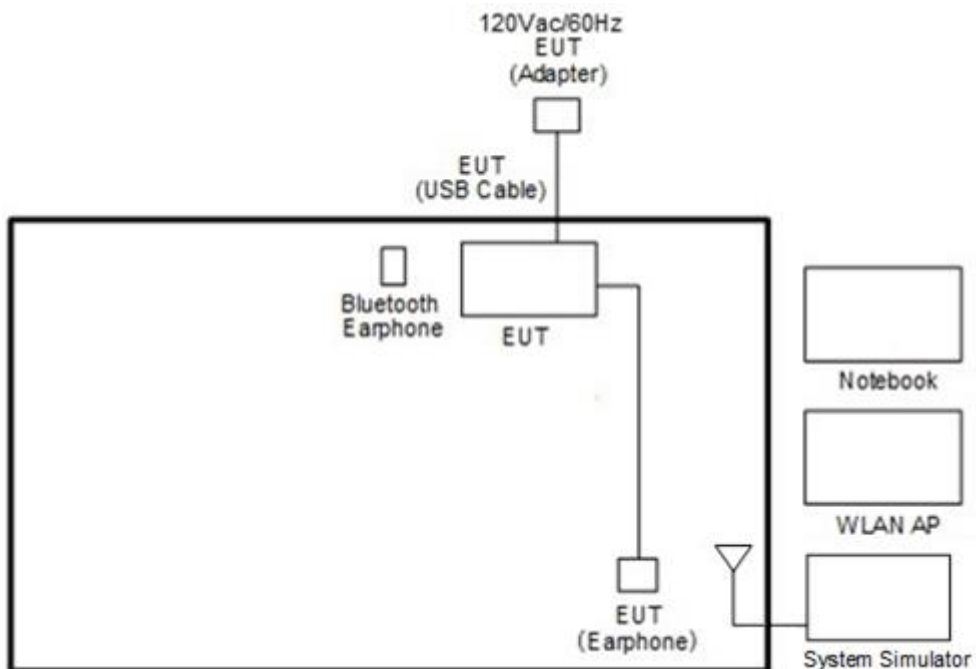 120Vac/60Hz
EUT
(Adapter)
EUT
(USB Cable)
Bluetooth
Earphone
EUT
Notebook
WLAN AP
EUT
(Earphone)
System Simulator